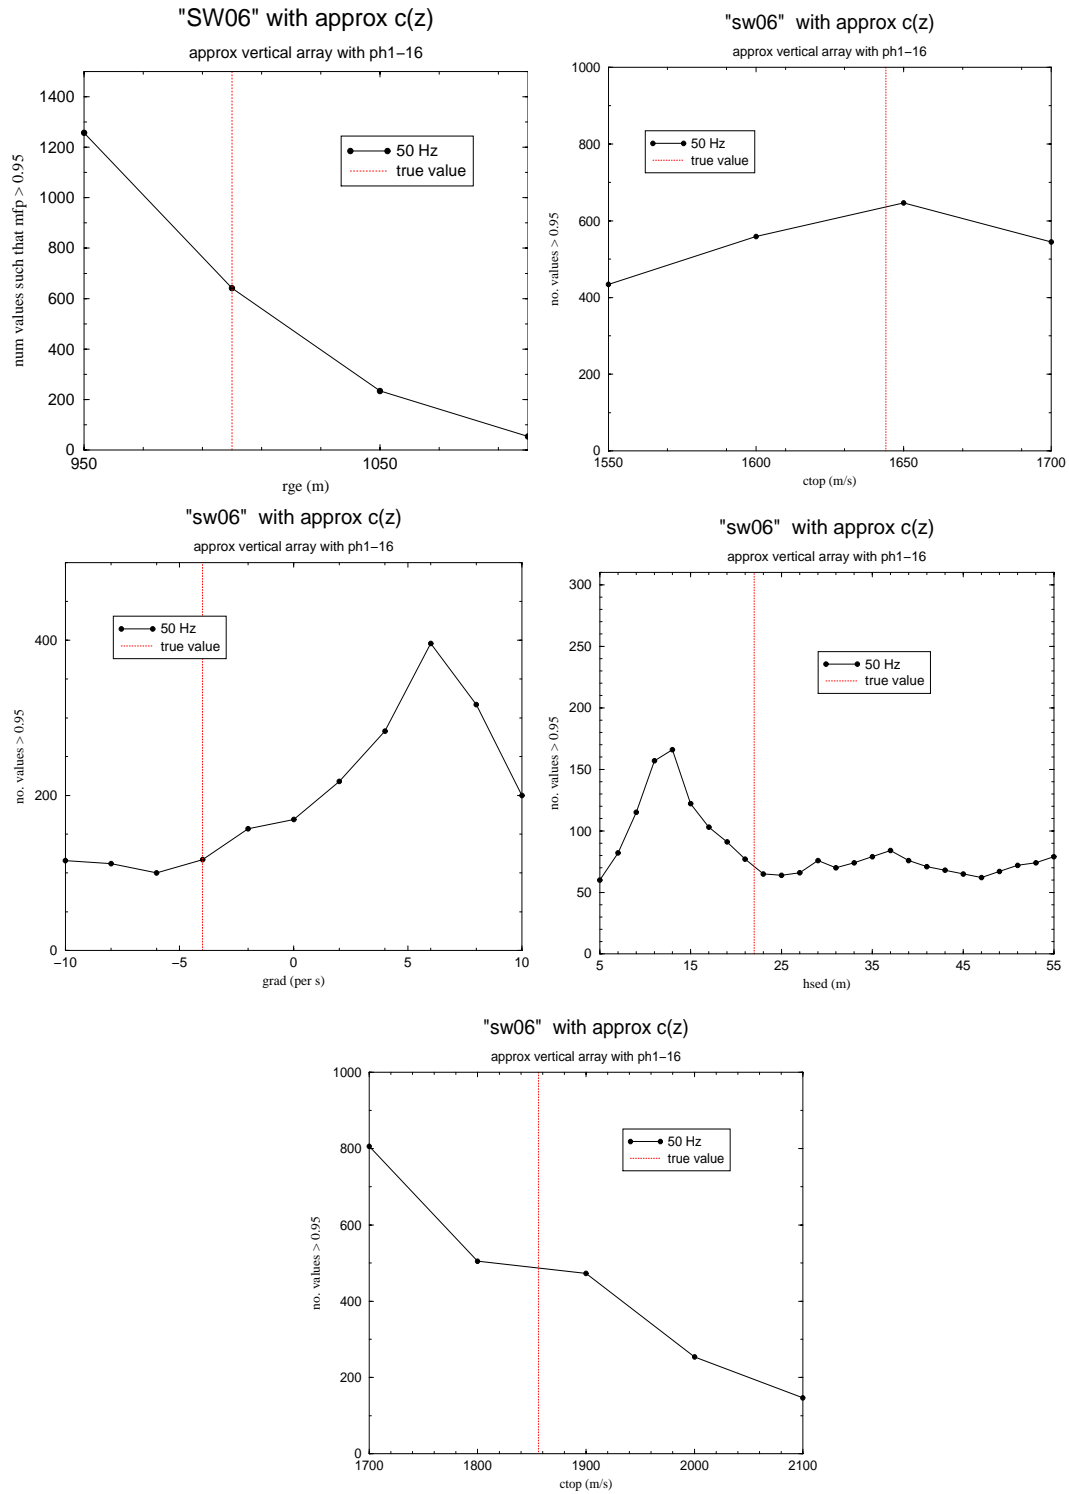 "SW06" with approx c(z)
approx vertical array with ph1−16
num values such that mfp > 0.95
1400
1200
1000
800
600
400
200
0
950
1050
rge (m)
50 Hz
true value
"sw06"  with approx c(z)
approx vertical array with ph1−16
no. values > 0.95
1000
800
600
400
200
0
1550
1600
1650
1700
ctop (m/s)
50 Hz
true value
"sw06"  with approx c(z)
approx vertical array with ph1−16
no. values > 0.95
400
200
0
−10
−5
0
5
10
grad (per s)
50 Hz
true value
"sw06"  with approx c(z)
approx vertical array with ph1−16
no. values > 0.95
300
250
200
150
100
50
0
5
15
25
35
45
55
hsed (m)
50 Hz
true value
"sw06"  with approx c(z)
approx vertical array with ph1−16
no. values > 0.95
1000
800
600
400
200
0
1700
1800
1900
2000
2100
ctop (m/s)
50 Hz
true value